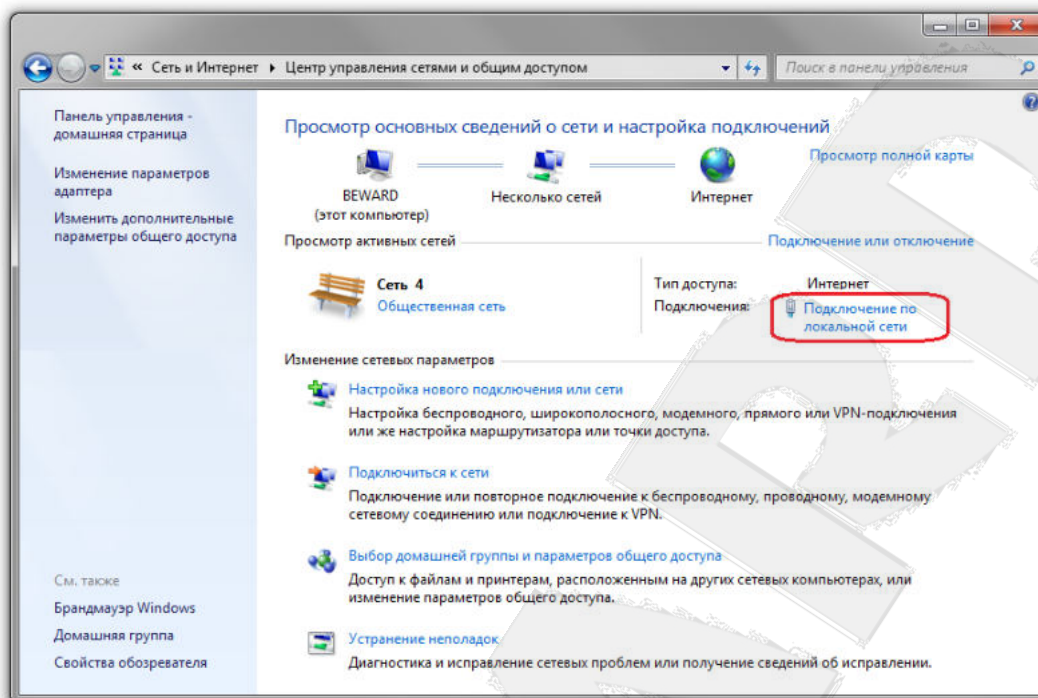 « Сеть и Интернет ▸ Центр управления сетями и общим доступом
Поиск в панели управления
Панель управления -
домашняя страница
Изменение параметров
адаптера
Изменить дополнительные
параметры общего доступа
См. также
Брандмауэр Windows
Домашняя группа
Свойства обозревателя
Просмотр основных сведений о сети и настройка подключений
BEWARD
(этот компьютер)
Несколько сетей
Интернет
Просмотр полной карты
Просмотр активных сетей
Подключение или отключение
Сеть 4
Общественная сеть
Тип доступа: Интернет
Подключения: Подключение по
локальной сети
Изменение сетевых параметров
Настройка нового подключения или сети
Настройка беспроводного, широкополосного, модемного, прямого или VPN-подключения
или же настройка маршрутизатора или точки доступа.
Подключиться к сети
Подключение или повторное подключение к беспроводному, проводному, модемному
сетевому соединению или подключение к VPN.
Выбор домашней группы и параметров общего доступа
Доступ к файлам и принтерам, расположенным на других сетевых компьютерах, или
изменение параметров общего доступа.
Устранение неполадок
Диагностика и исправление сетевых проблем или получение сведений об исправлении.